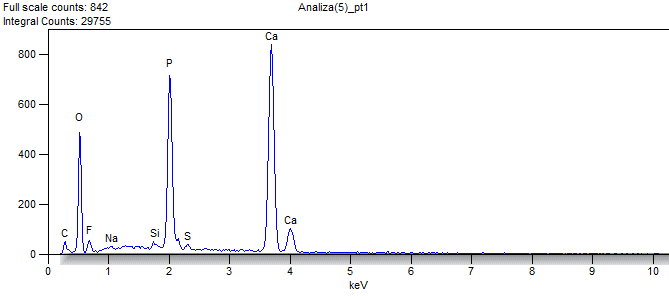 Full scale counts: 842
Analiza(5)_pt1
Integral Counts: 29755
800
600
400
200
0
C
O
F
Na
Si
P
S
Ca
Ca
0 1 2 3 4 5 6 7 8 9 10
keV